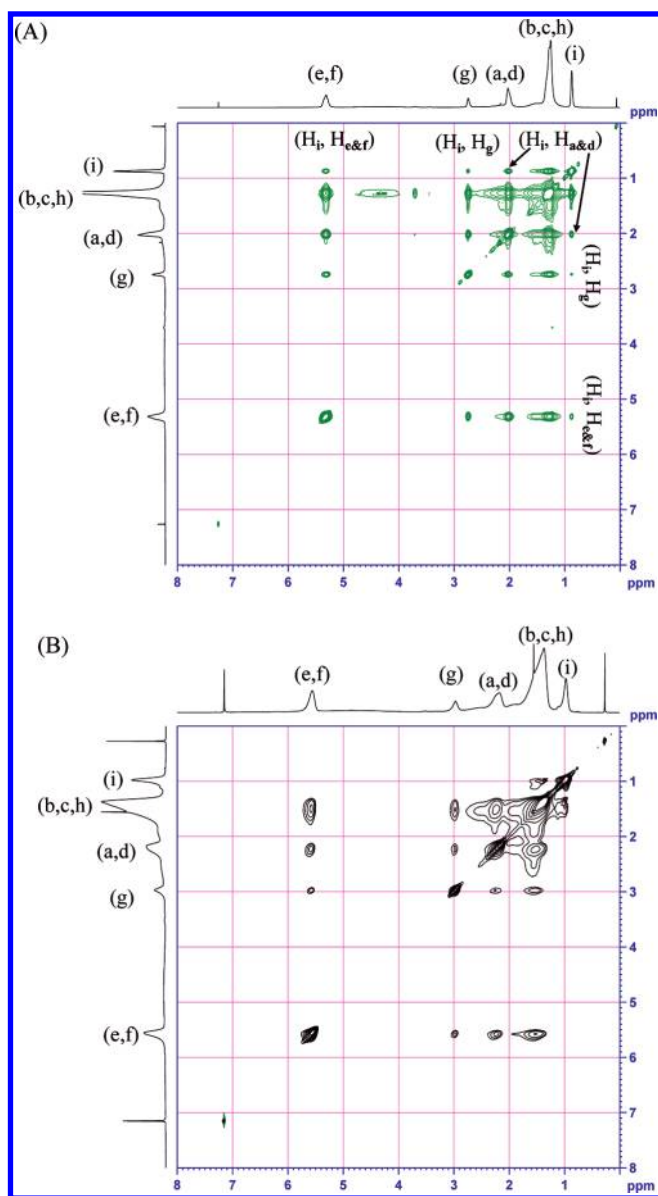 (A)
(b,c,h)
(e,f)
(g)
(a,d)
(i)
ppm
(i)
(b,c,h)
(a,d)
(g)
(e,f)
(Hi, He&f)
(Hi, Hg)
(Hi, Ha&d)
(Hi, Hg)
(Hi, He&f)
0
1
2
3
4
5
6
7
8
8 7 6 5 4 3 2 1 ppm
(B)
(b,c,h)
(e,f)
(g)
(a,d)
(i)
ppm
(i)
(b,c,h)
(a,d)
(g)
(e,f)
0
1
2
3
4
5
6
7
8
8 7 6 5 4 3 2 1 ppm